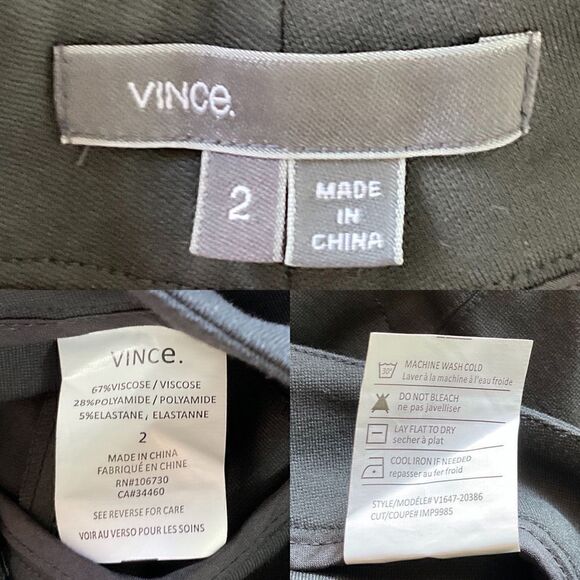 VINCe.
2
MADE
IN
CHINA
VINCe.
67%VISCOSE / VISCOSE
28%POLYAMIDE / POLYAMIDE
5%ELASTANE, ELASTANNE
2
MADE IN CHINA
FABRIQUÉ EN CHINE
RN#106730
CA#34460
SEE REVERSE FOR CARE
VOIR AU VERSO POUR LES SOINS
30°
MACHINE WASH COLD
Laver à la machine à l'eau froide
DO NOT BLEACH
ne pas javelliser
LAY FLAT TO DRY
secher à plat
COOL IRON IF NEEDED
repasser au fer froid
STYLE/MODÈLE# V1647-20386
CUT/COUPE# IMP9985